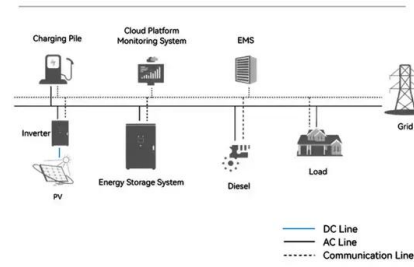 Charging Pile
Cloud Platform
Monitoring System
EMS
Grid
Inverter
PV
Energy Storage System
Diesel
Load
DC Line
AC Line
Communication Line